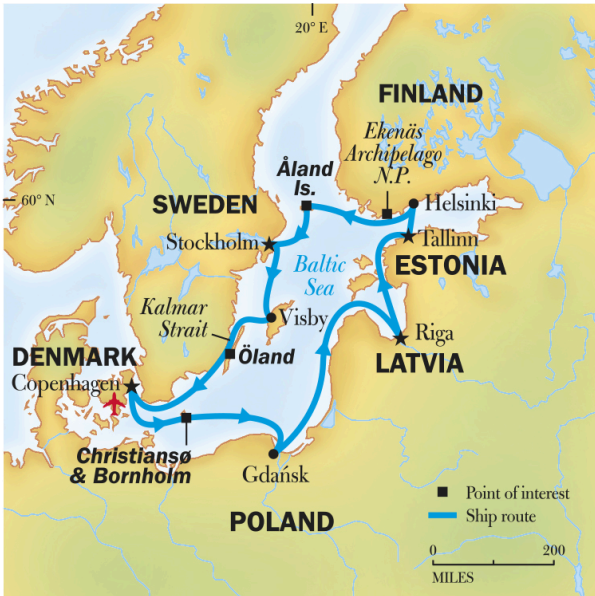 20° E
FINLAND
Ekenäs
Archipelago
N.P.
Åland
Is.
60° N
SWEDEN
Helsinki
Stockholm
Tallinn
Baltic
Sea
ESTONIA
Kalmar
Strait
Visby
Riga
DENMARK
Öland
LATVIA
Copenhagen
Christiansø
& Bornholm
Gdańsk
POLAND
Point of interest
Ship route
0 200
MILES